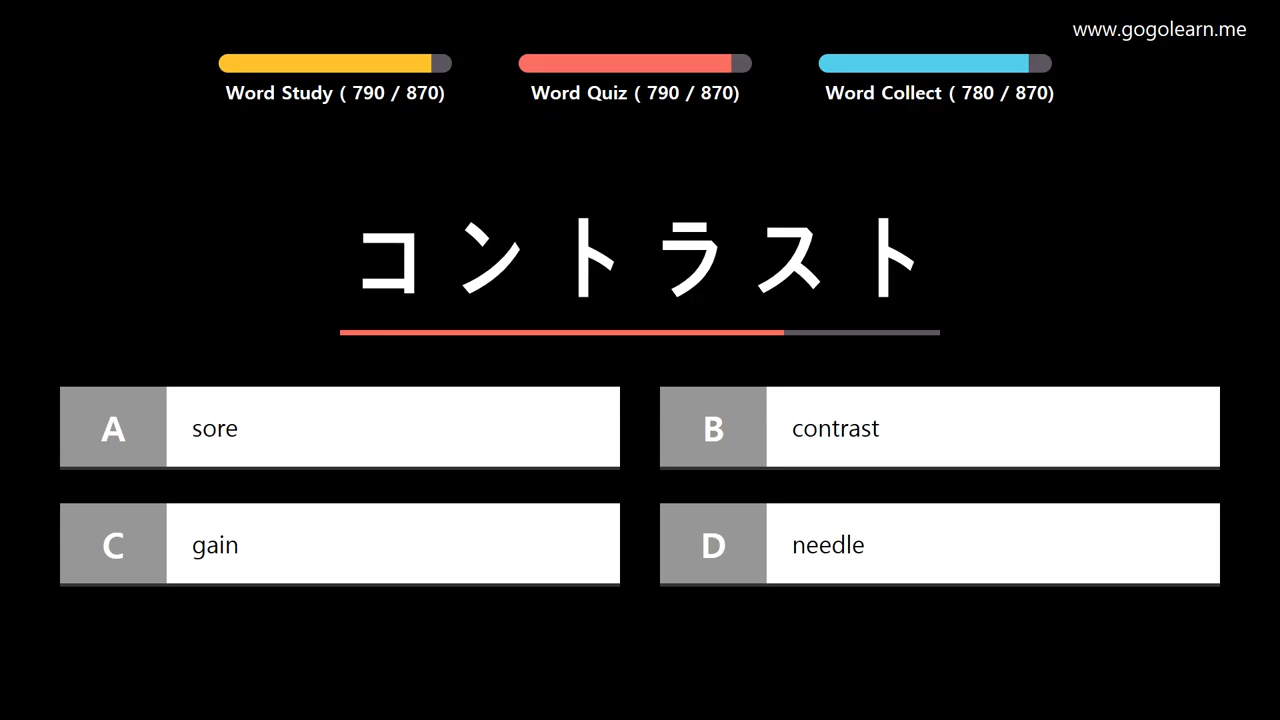 www.gogolearn.me
Word Study ( 790 / 870)
Word Quiz ( 790 / 870)
Word Collect ( 780 / 870)
コントラスト
A sore
B contrast
C gain
D needle